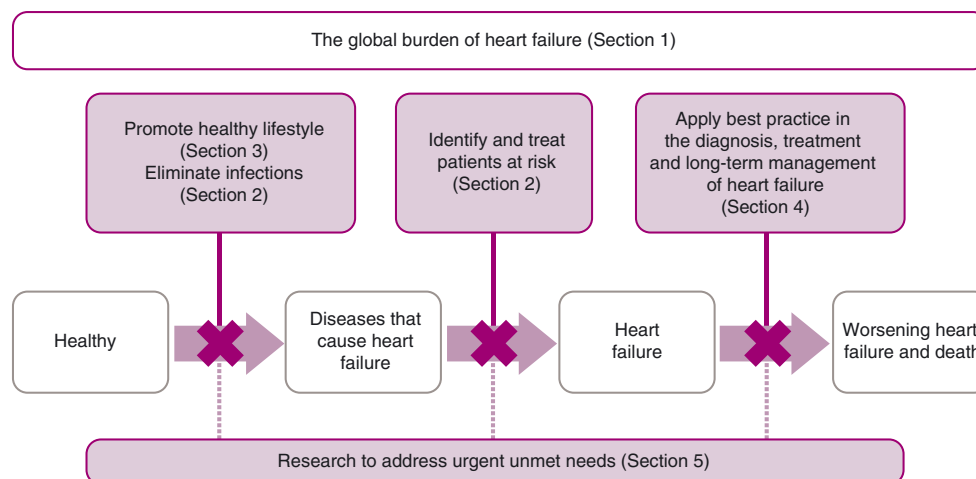 The global burden of heart failure (Section 1)
Promote healthy lifestyle
(Section 3)
Eliminate infections
(Section 2)
Identify and treat
patients at risk
(Section 2)
Apply best practice in
the diagnosis, treatment
and long-term management
of heart failure
(Section 4)
Healthy
Diseases that
cause heart
failure
Heart
failure
Worsening heart
failure and death
Research to address urgent unmet needs (Section 5)